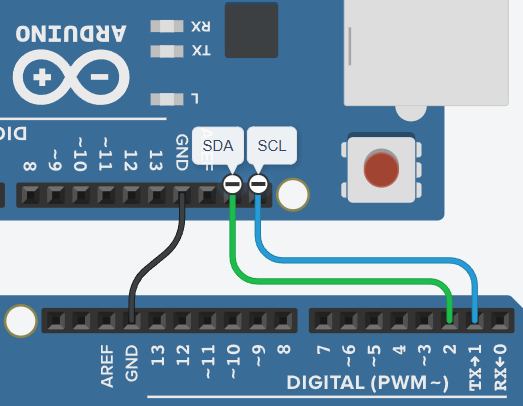 RX
TX
ARDUINO
L
DIG
SDA
SCL
8
~9
~10
~11
12
13
GND
AREF
AREF
GND
13
12
~11
~10
~9
8
7
~6
~5
4
~3
2
TX→1
RX←0
DIGITAL (PWM~)